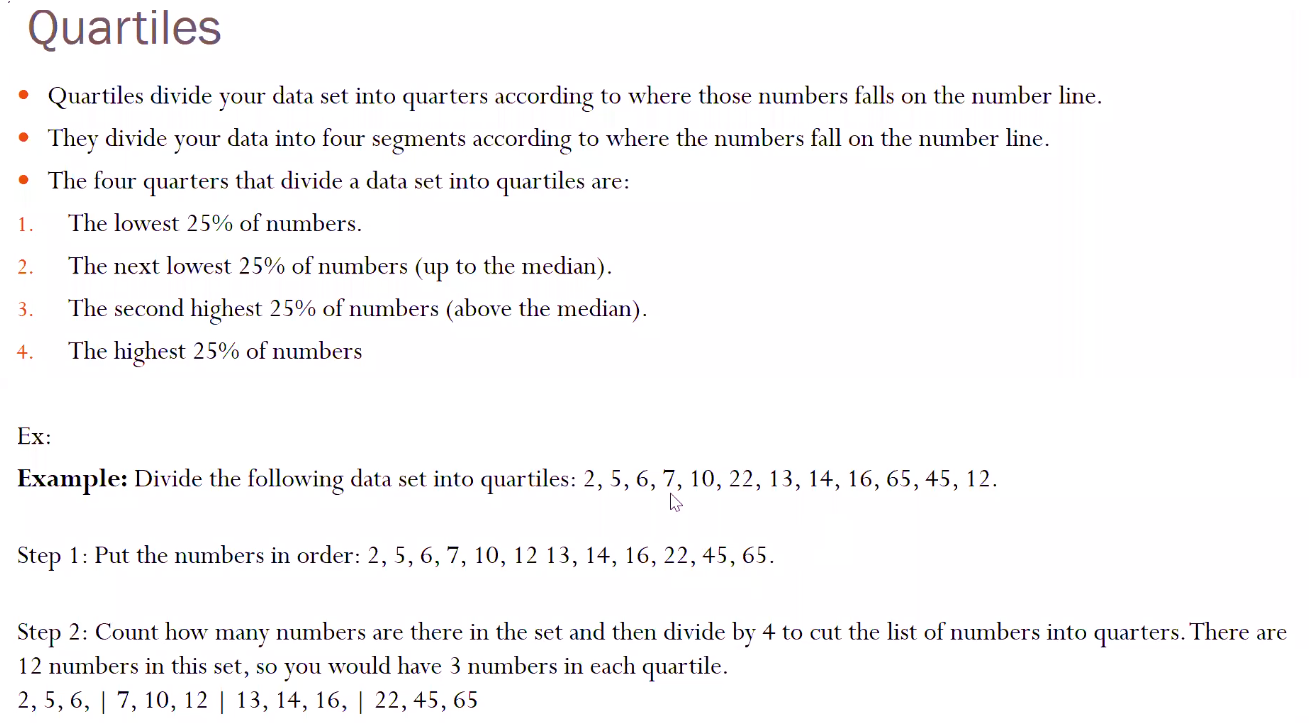 Quartiles
• Quartiles divide your data set into quarters according to where those numbers falls on the number line.
• They divide your data into four segments according to where the numbers fall on the number line.
• The four quarters that divide a data set into quartiles are:
1. The lowest 25% of numbers.
2. The next lowest 25% of numbers (up to the median).
3. The second highest 25% of numbers (above the median).
4. The highest 25% of numbers
Ex:
Example: Divide the following data set into quartiles: 2, 5, 6, 7, 10, 22, 13, 14, 16, 65, 45, 12.
Step 1: Put the numbers in order: 2, 5, 6, 7, 10, 12 13, 14, 16, 22, 45, 65.
Step 2: Count how many numbers are there in the set and then divide by 4 to cut the list of numbers into quarters. There are
12 numbers in this set, so you would have 3 numbers in each quartile.
2, 5, 6, | 7, 10, 12 | 13, 14, 16, | 22, 45, 65